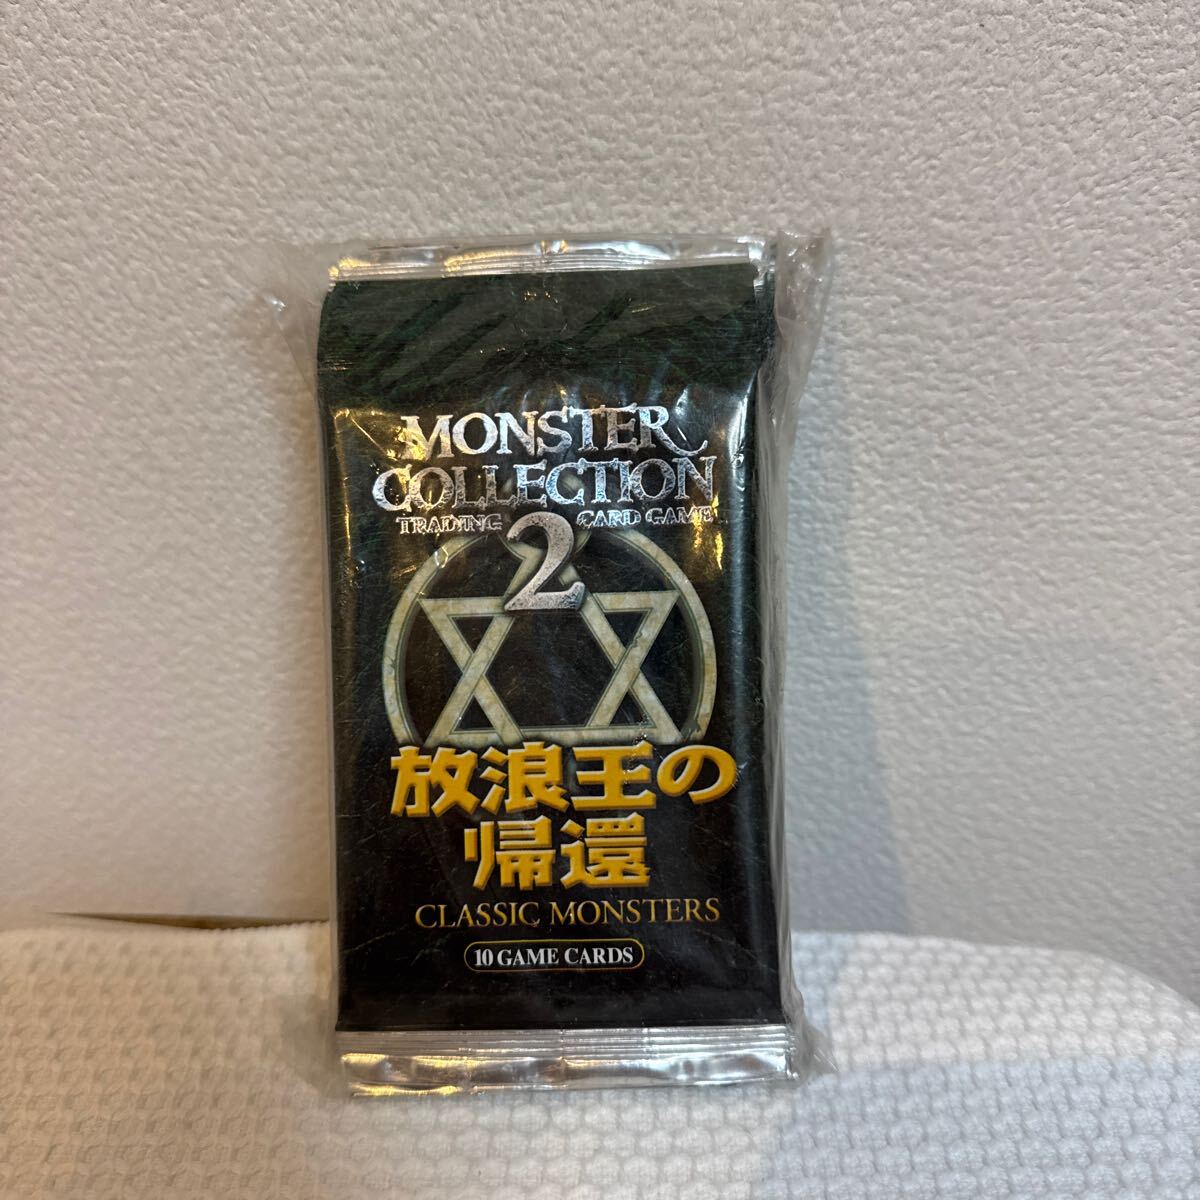 MONSTER
COLLECTION
TRADING CARD GAME
2
放浪王の
帰還
CLASSIC MONSTERS
10 GAME CARDS